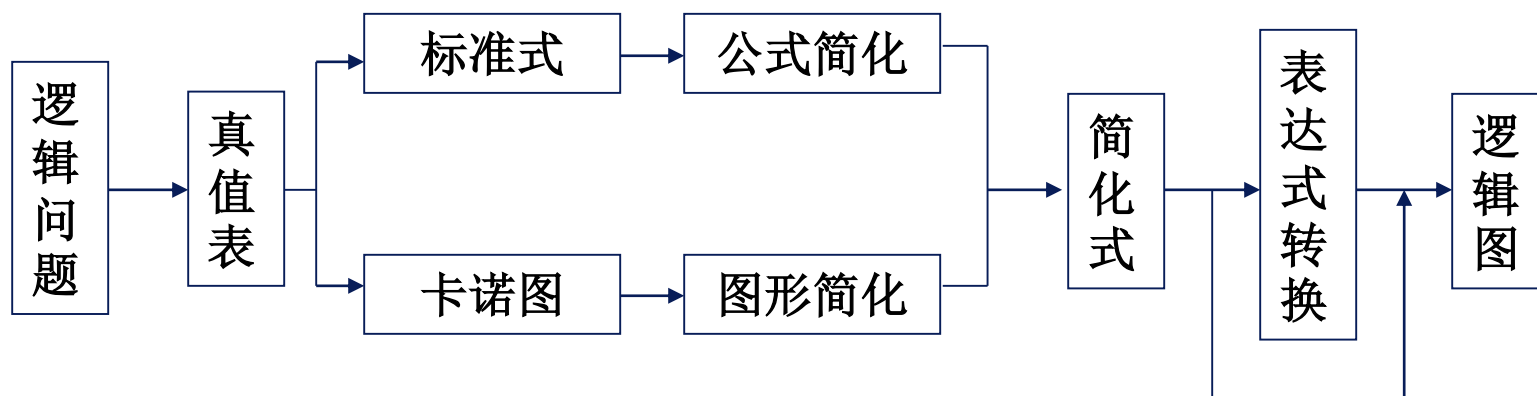 逻辑问题
真值表
标准式
公式简化
卡诺图
图形简化
简化式
表达式转换
逻辑图